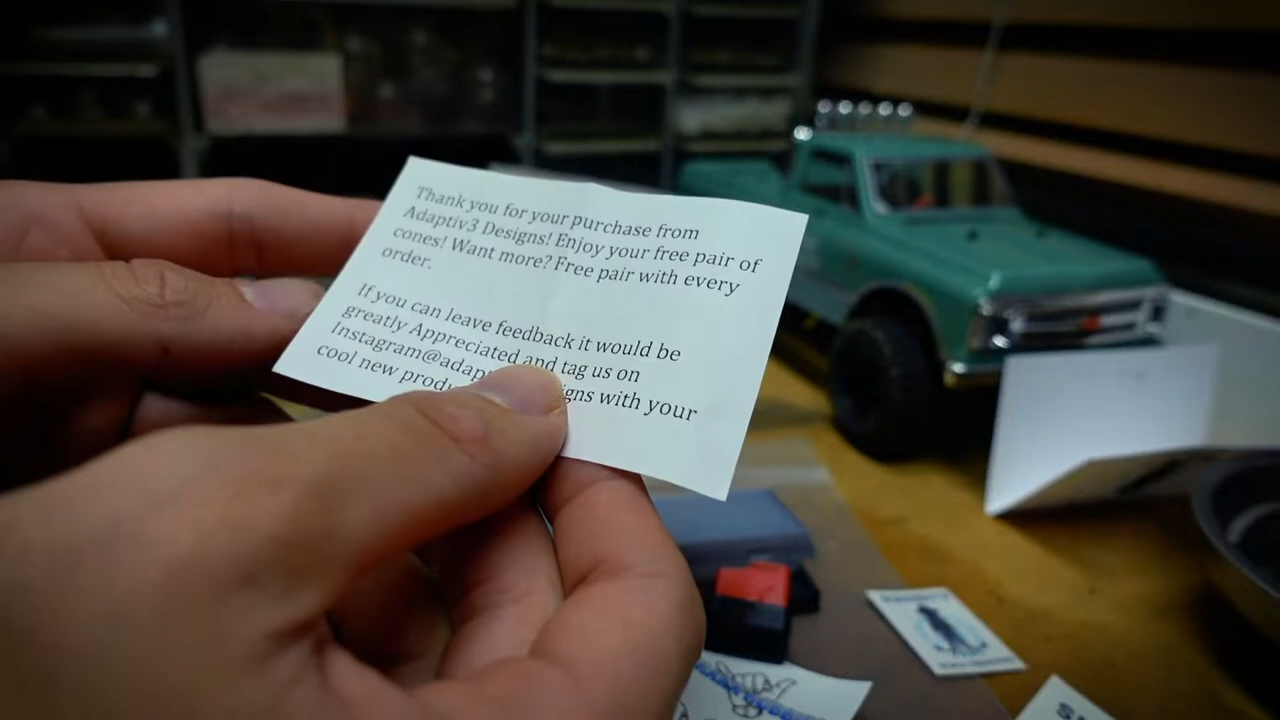 Thank you for your purchase from
Adaptiv3 Designs! Enjoy your free pair of
cones! Want more? Free pair with every
order.
If you can leave feedback it would be
greatly Appreciated and tag us on
Instagram@adap igns with your
cool new produ